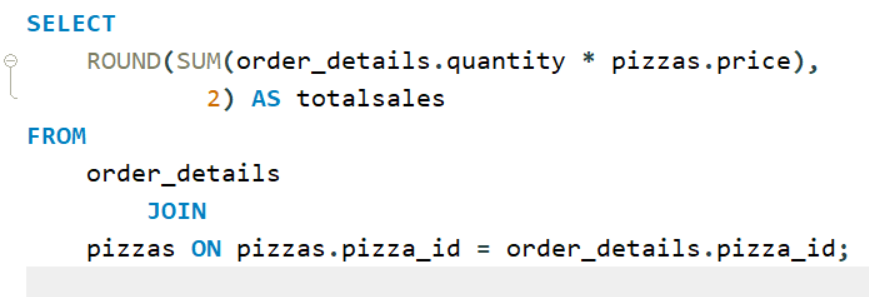 SELECT
ROUND(SUM(order_details.quantity * pizzas.price),
2) AS totalsales
FROM
order_details
JOIN
pizzas ON pizzas.pizza_id = order_details.pizza_id;